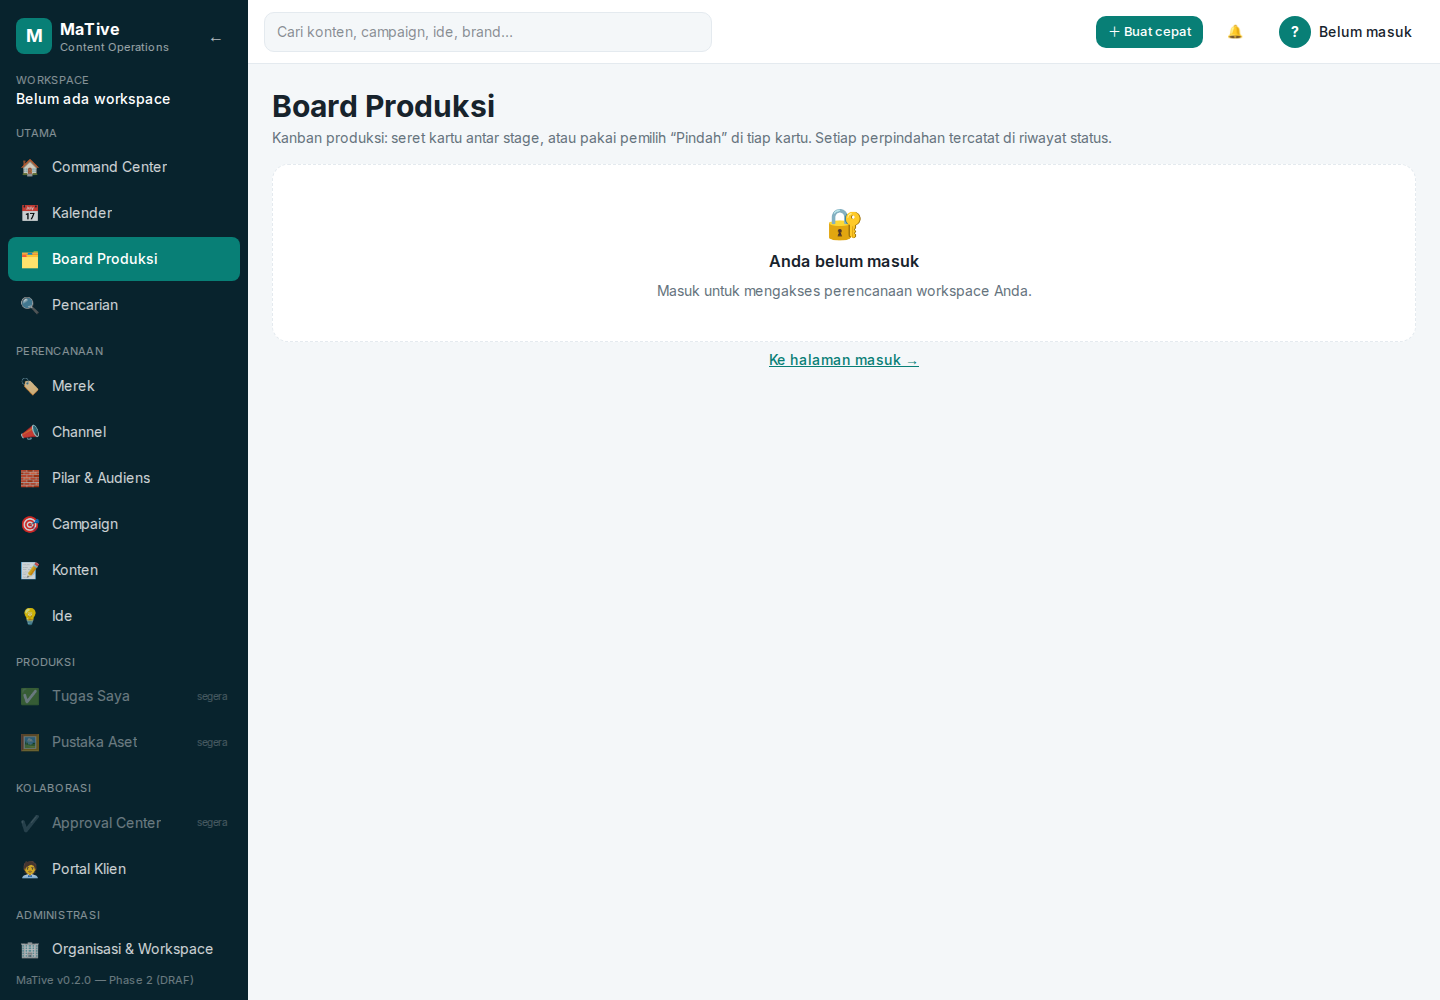 M
MaTive
Content Operations
←
WORKSPACE
Belum ada workspace
UTAMA
Command Center
Kalender
Board Produksi
Pencarian
PERENCANAAN
Merek
Channel
Pilar & Audiens
Campaign
Konten
Ide
PRODUKSI
Tugas Saya segera
Pustaka Aset segera
KOLABORASI
Approval Center segera
Portal Klien
ADMINISTRASI
Organisasi & Workspace
MaTive v0.2.0 — Phase 2 (DRAF)
Cari konten, campaign, ide, brand...
+ Buat cepat
? Belum masuk
Board Produksi
Kanban produksi: seret kartu antar stage, atau pakai pemilih “Pindah” di tiap kartu. Setiap perpindahan tercatat di riwayat status.
Anda belum masuk
Masuk untuk mengakses perencanaan workspace Anda.
Ke halaman masuk →